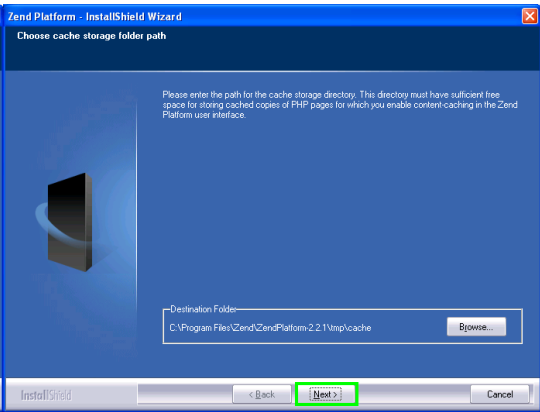 Zend Platform - InstallShield Wizard
Choose cache storage folder
path
Please enter the path for the cache storage directory. This directory must have sufficient free
space for storing cached copies of PHP pages for which you enable content-caching in the Zend
Platform user interface.
Destination Folder
C:\Program Files\Zend\ZendPlatform-2.2.1\tmp\cache
Browse...
InstallShield
< Back
Next >
Cancel